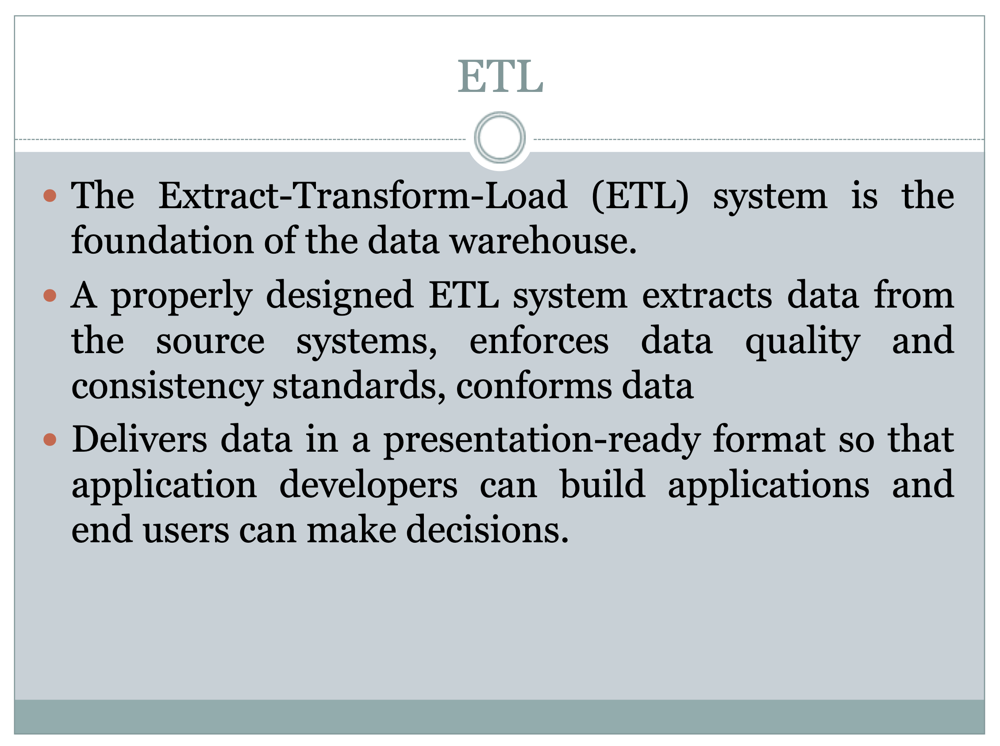 ETL
The Extract-Transform-Load (ETL) system is the
foundation of the data warehouse.
A properly designed ETL system extracts data from
the source systems, enforces data quality and
consistency standards, conforms data
Delivers data in a presentation-ready format so that
application developers can build applications and
end users can make decisions.